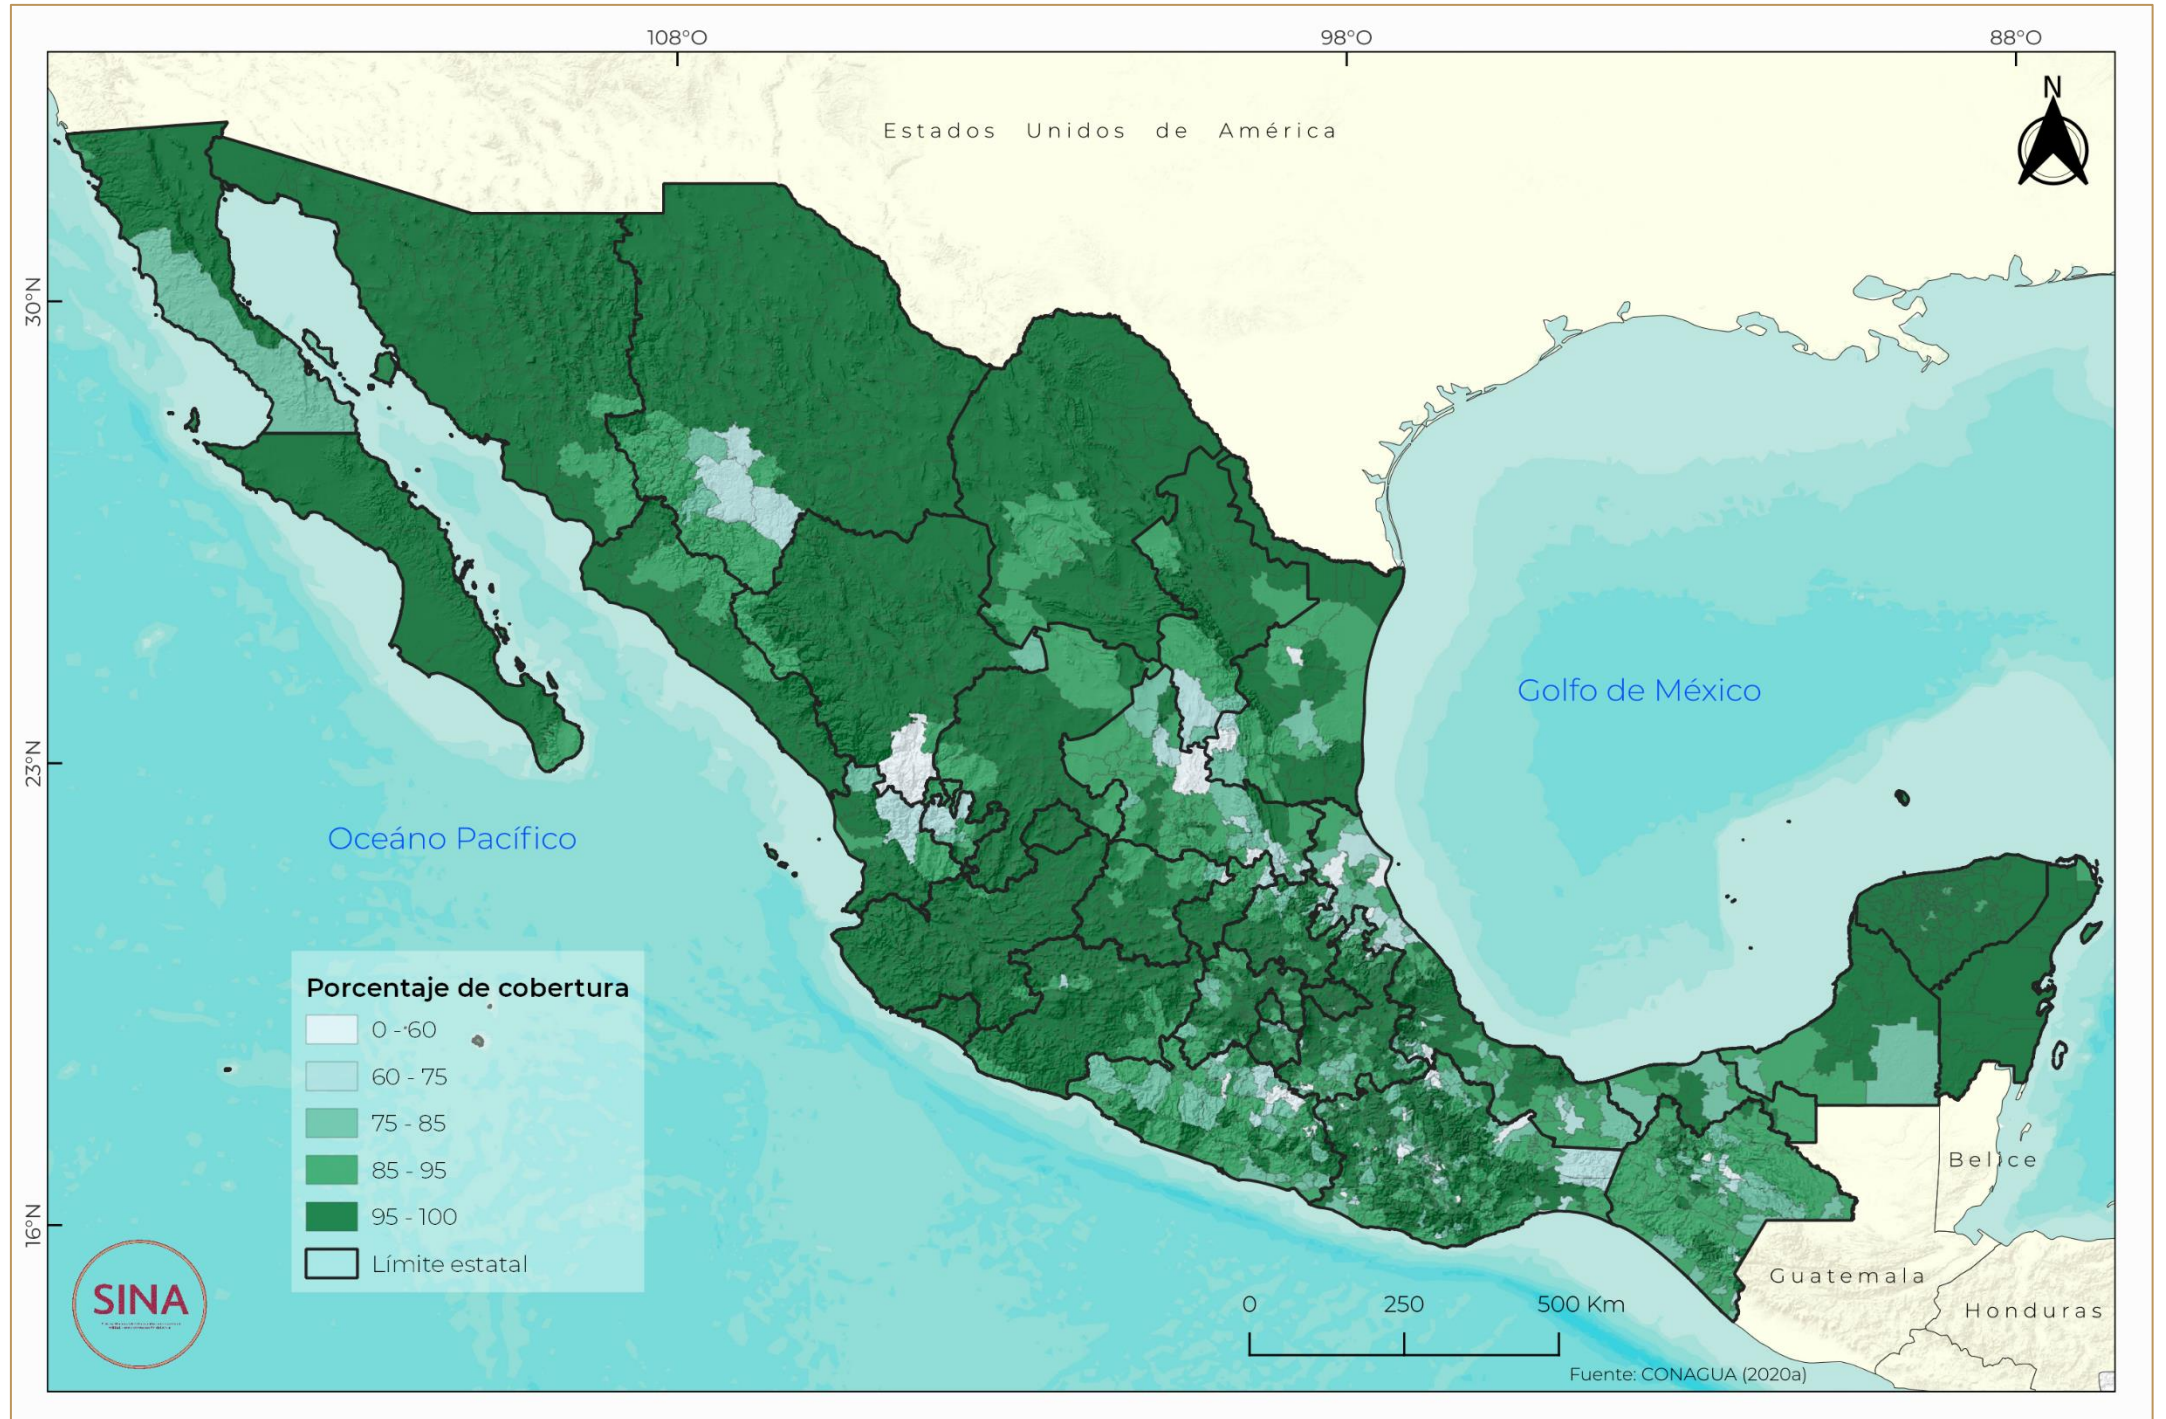 108°O
98°O
88°O
N
Estados Unidos de América
30°N
23°N
16°N
Golfo de México
Oceáno Pacífico
Porcentaje de cobertura
0 - 60
60 - 75
75 - 85
85 - 95
95 - 100
Límite estatal
Belice
Guatemala
Honduras
SINA
0 250 500 Km
Fuente: CONAGUA (2020a)